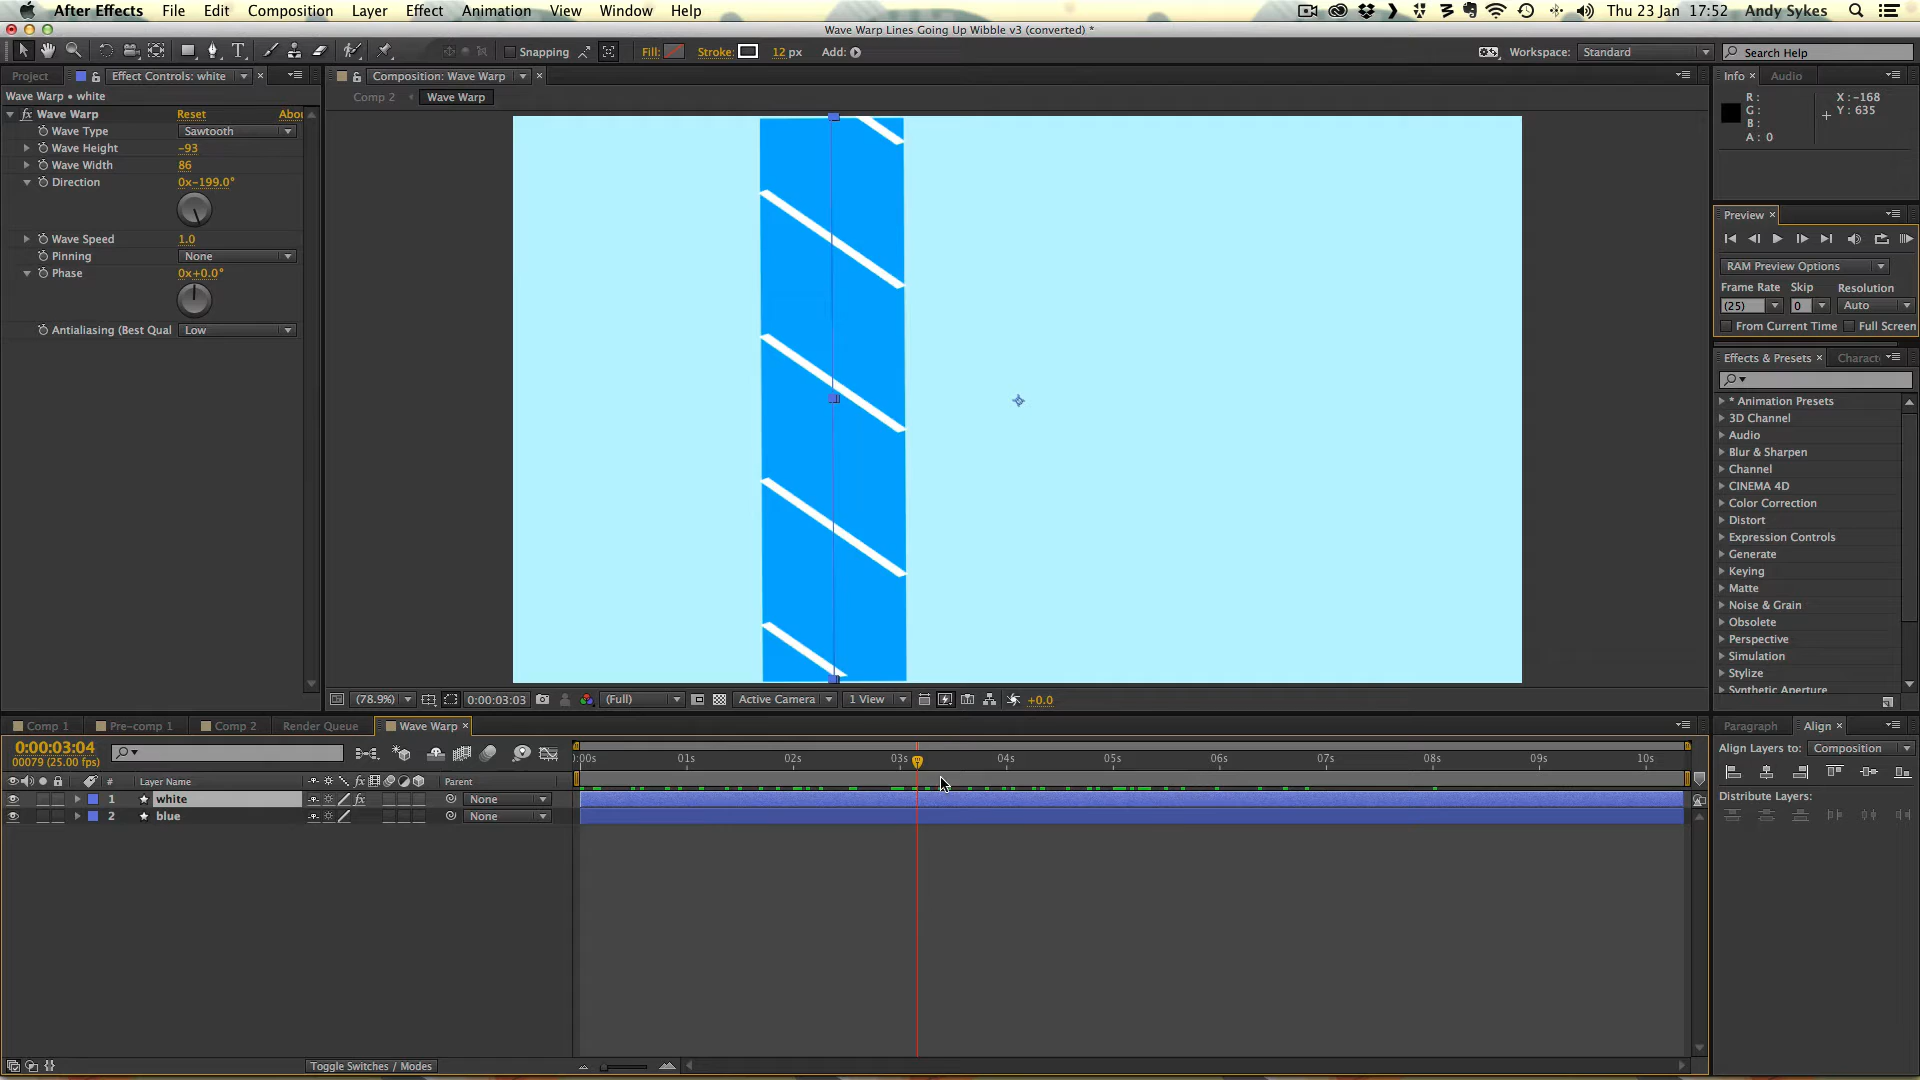 After Effects File Edit Composition Layer Effect Animation View Window Help Thu 23 Jan 17:52 Andy Sykes
Wave Warp Lines Going Up Wibble v3 (converted) *
Snapping Fill: Stroke: 12 px Add: Workspace: Standard Search Help
Project Effect Controls: white Composition: Wave Warp Info Audio
Wave Warp • white Comp 2 Wave Warp
Wave Warp Reset Abou
Wave Type Sawtooth
Wave Height -93
Wave Width 86
Direction 0x-199.0°
Wave Speed 1.0
Pinning None
Phase 0x+0.0°
Antialiasing (Best Qual Low
R: X: -168
G: Y: 635
B:
A: 0
Preview
RAM Preview Options
Frame Rate Skip Resolution
(25) 0 Auto
From Current Time Full Screen
Effects & Presets Charact
* Animation Presets
3D Channel
Audio
Blur & Sharpen
Channel
CINEMA 4D
Color Correction
Distort
Expression Controls
Generate
Keying
Matte
Noise & Grain
Obsolete
Perspective
Simulation
Stylize
Synthetic Aperture
(78.9%) 0:00:03:03 (Full) Active Camera 1 View +0.0
Comp 1 Pre-comp 1 Comp 2 Render Queue Wave Warp
0:00:03:04
00079 (25.00 fps)
):00s 01s 02s 03s 04s 05s 06s 07s 08s 09s 10s
# Layer Name fx Parent
1 white fx None
2 blue None
Toggle Switches / Modes
Paragraph Align
Align Layers to: Composition
Distribute Layers: